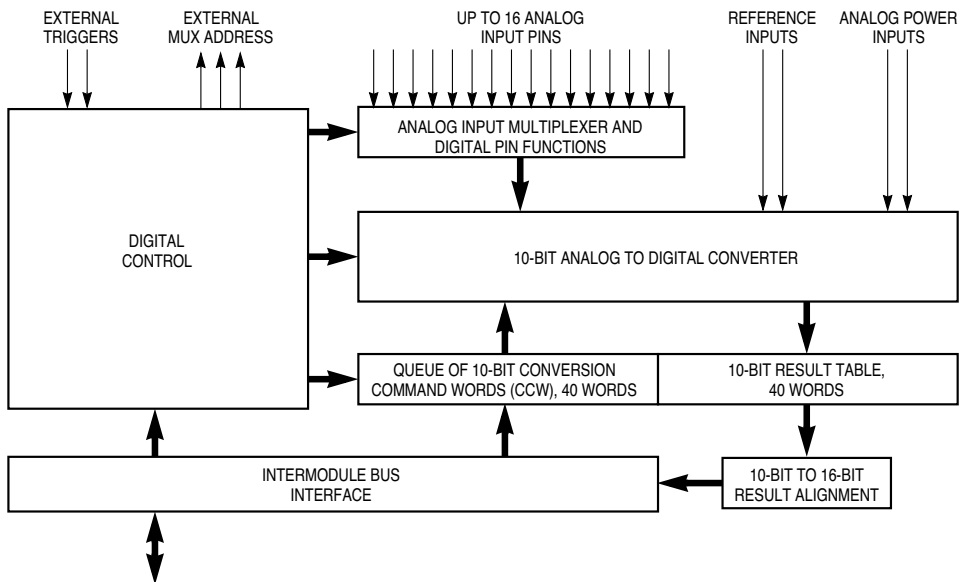 EXTERNAL
TRIGGERS
EXTERNAL
MUX ADDRESS
UP TO 16 ANALOG
INPUT PINS
REFERENCE
INPUTS
ANALOG POWER
INPUTS
ANALOG INPUT MULTIPLEXER AND
DIGITAL PIN FUNCTIONS
DIGITAL
CONTROL
10-BIT ANALOG TO DIGITAL CONVERTER
QUEUE OF 10-BIT CONVERSION
COMMAND WORDS (CCW), 40 WORDS
10-BIT RESULT TABLE,
40 WORDS
INTERMODULE BUS
INTERFACE
10-BIT TO 16-BIT
RESULT ALIGNMENT